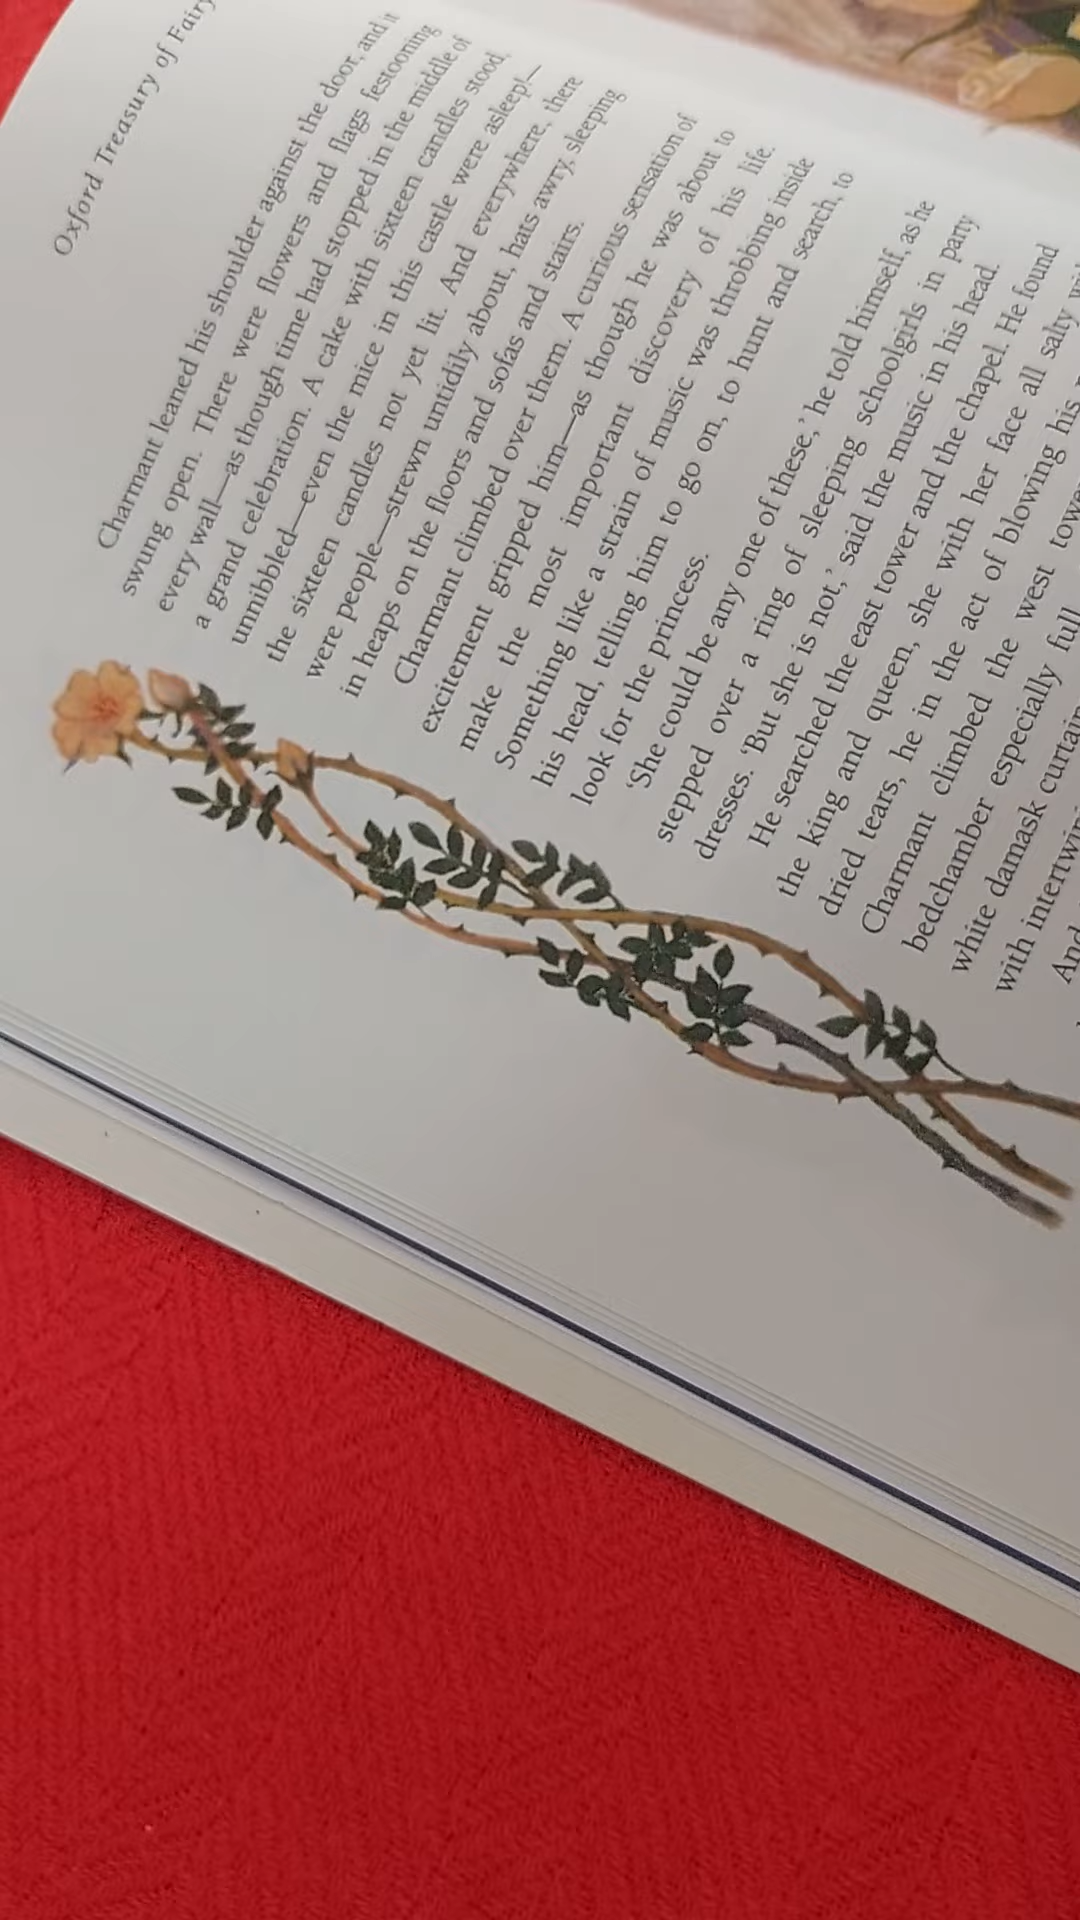 Oxford Treasury of Fairy
Charmant leaned his shoulder against the door, and it
swung open. There were flowers and flags festooning
every wall—as though time had stopped in the middle of
a grand celebration. A cake with sixteen candles stood,
unnibbled—even the mice in this castle were asleep!—
the sixteen candles not yet lit. And everywhere, there
were people—strewn untidily about, hats awry, sleeping
in heaps on the floors and sofas and stairs.
Charmant climbed over them. A curious sensation of
excitement gripped him—as though he was about to
make the most important discovery of his life.
Something like a strain of music was throbbing inside
his head, telling him to go on, to hunt and search, to
look for the princess.
‘She could be any one of these,’ he told himself, as he
stepped over a ring of sleeping schoolgirls in party
dresses. ‘But she is not,’ said the music in his head.
He searched the east tower and the chapel. He found
the king and queen, she with her face all salty with
dried tears, he in the act of blowing his
Charmant climbed the west tower
bedchamber especially full
white damask curtain
with intertwin
And